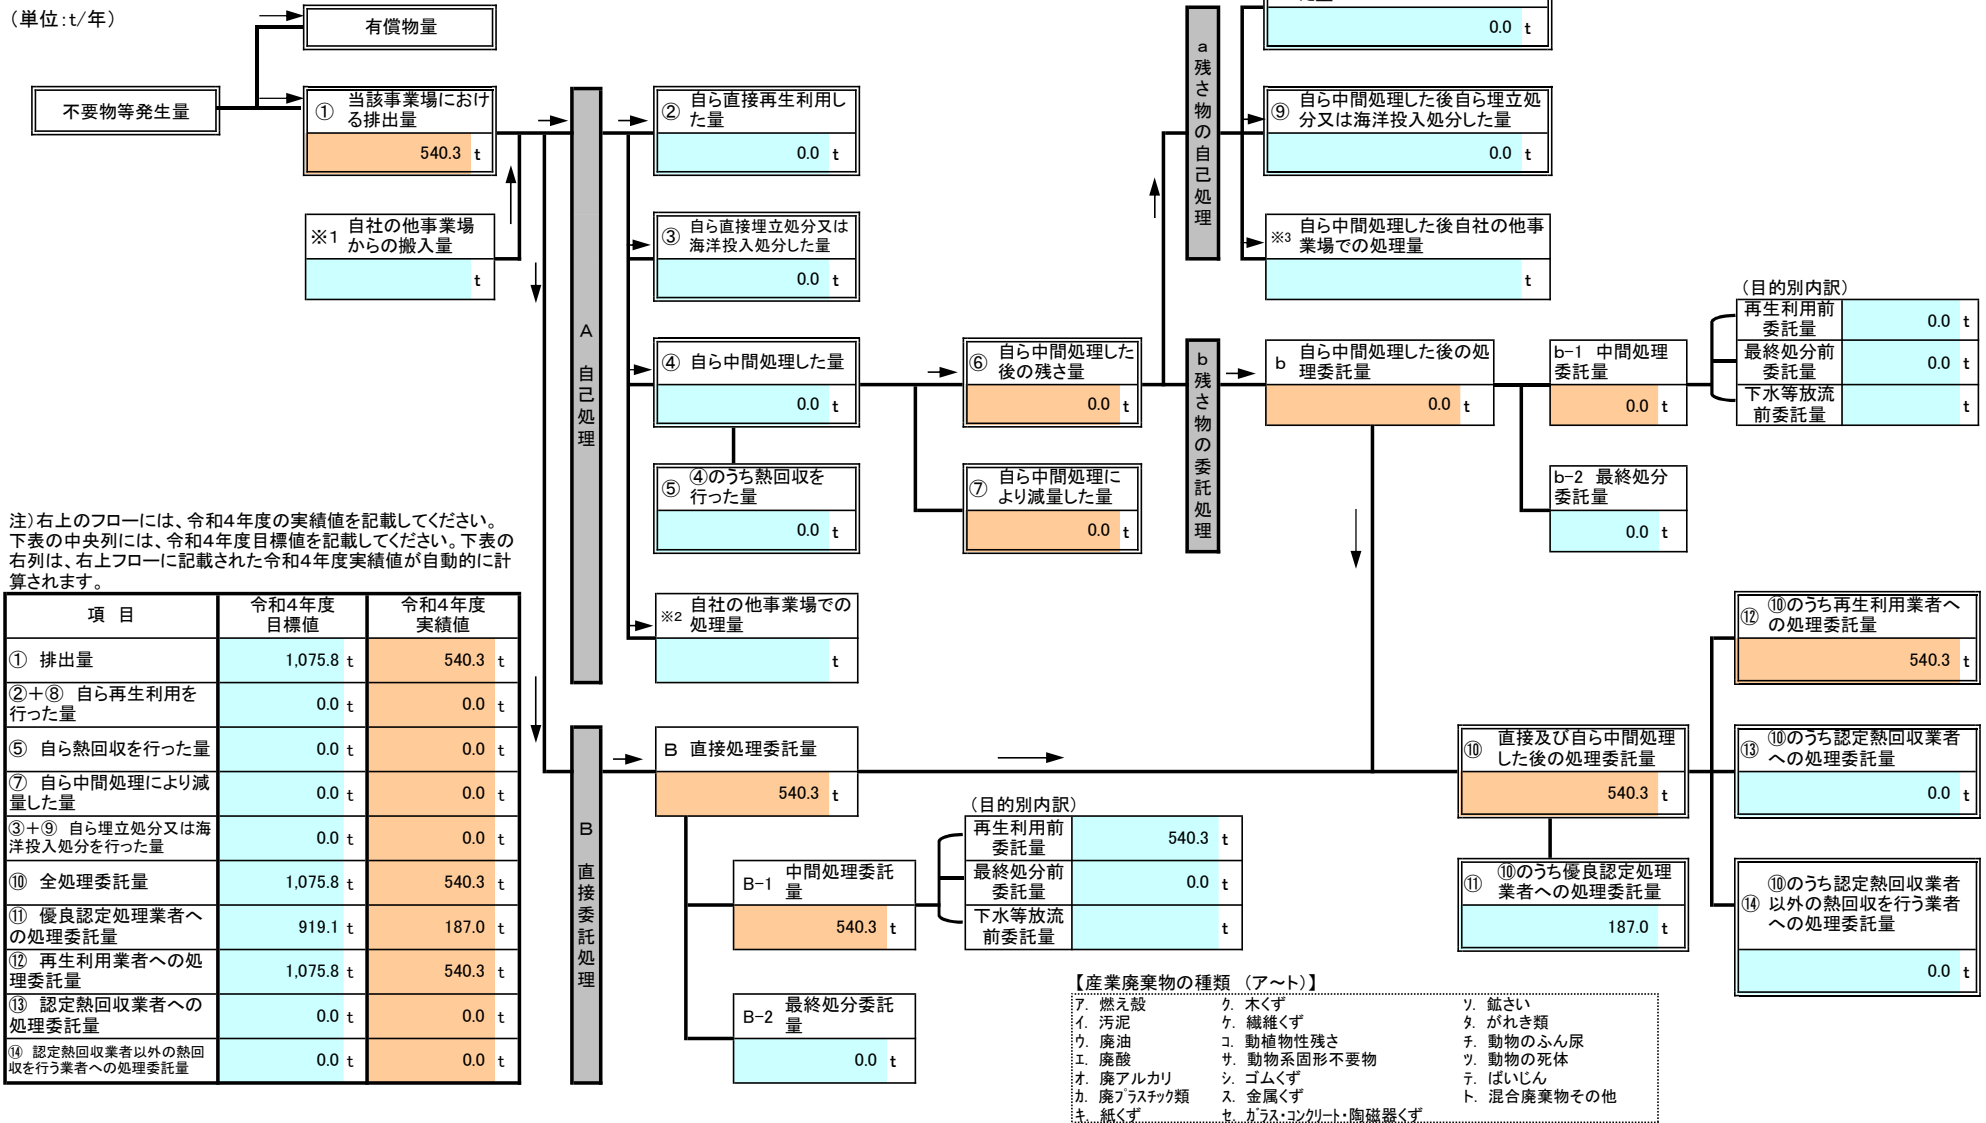 （単位：t/年）
有償物量
不要物等発生量
① 当該事業場におけ
る排出量
540.3 t
※1 自社の他事業場
からの搬入量
t
A 自己処理
② 自ら直接再生利用し
た量
0.0 t
③ 自ら直接埋立処分又は
海洋投入処分した量
0.0 t
④ 自ら中間処理した量
0.0 t
⑤ ④のうち熱回収を
行った量
0.0 t
※2 自社の他事業場での
処理量
t
⑥ 自ら中間処理した
後の残さ量
0.0 t
⑦ 自ら中間処理に
より減量した量
0.0 t
a 残さ物の自己処理
0.0 t
⑨ 自ら中間処理した後自ら埋立処
分又は海洋投入処分した量
0.0 t
※3 自ら中間処理した後自社の他事
業場での処理量
t
b 残さ物の委託処理
b 自ら中間処理した後の処
理委託量
0.0 t
b-1 中間処理
委託量
0.0 t
b-2 最終処分
委託量
0.0 t
（目的別内訳）
再生利用前
委託量
0.0 t
最終処分前
委託量
0.0 t
下水等放流
前委託量
t
注）右上のフローには、令和４年度の実績値を記載してください。
下表の中央列には、令和４年度目標値を記載してください。下表の
右列は、右上フローに記載された令和４年度実績値が自動的に計
算されます。
項 目 令和４年度 目標値 令和４年度 実績値
① 排出量 1,075.8 t 540.3 t
②＋⑧ 自ら再生利用を
行った量 0.0 t 0.0 t
⑤ 自ら熱回収を行った量 0.0 t 0.0 t
⑦ 自ら中間処理により減
量した量 0.0 t 0.0 t
③＋⑨ 自ら埋立処分又は海
洋投入処分を行った量 0.0 t 0.0 t
⑩ 全処理委託量 1,075.8 t 540.3 t
⑪ 優良認定処理業者へ
の処理委託量 919.1 t 187.0 t
⑫ 再生利用業者への処
理委託量 1,075.8 t 540.3 t
⑬ 認定熱回収業者への
処理委託量 0.0 t 0.0 t
⑭ 認定熱回収業者以外の熱回
収を行う業者への処理委託量 0.0 t 0.0 t
B 直接委託処理
B 直接処理委託量
540.3 t
B-1 中間処理委託
量
540.3 t
B-2 最終処分委託
量
0.0 t
（目的別内訳）
再生利用前
委託量
540.3 t
最終処分前
委託量
0.0 t
下水等放流
前委託量
t
⑩ 直接及び自ら中間処理
した後の処理委託量
540.3 t
⑪ ⑩のうち優良認定処理
業者への処理委託量
187.0 t
⑫ ⑩のうち再生利用業者へ
の処理委託量
540.3 t
⑬ ⑩のうち認定熱回収業者
への処理委託量
0.0 t
⑭ ⑩のうち認定熱回収業者
以外の熱回収を行う業者
への処理委託量
0.0 t
【産業廃棄物の種類 （ア～ト）】
ア. 燃え殻 ク. 木くず ソ. 鉱さい
イ. 汚泥 ケ. 繊維くず タ. がれき類
ウ. 廃油 コ. 動植物性残さ チ. 動物のふん尿
エ. 廃酸 サ. 動物系固形不要物 ツ. 動物の死体
オ. 廃アルカリ シ. ゴムくず テ. ばいじん
カ. 廃プラスチック類 ス. 金属くず ト. 混合廃棄物その他
キ. 紙くず セ. ガラス・コンクリート・陶磁器くず